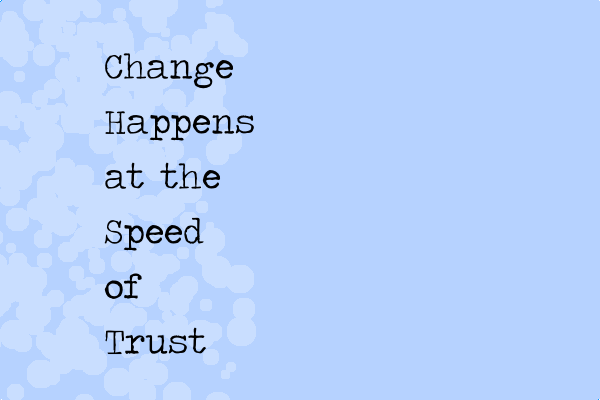 Change
Happens
at the
Speed
of
Trust